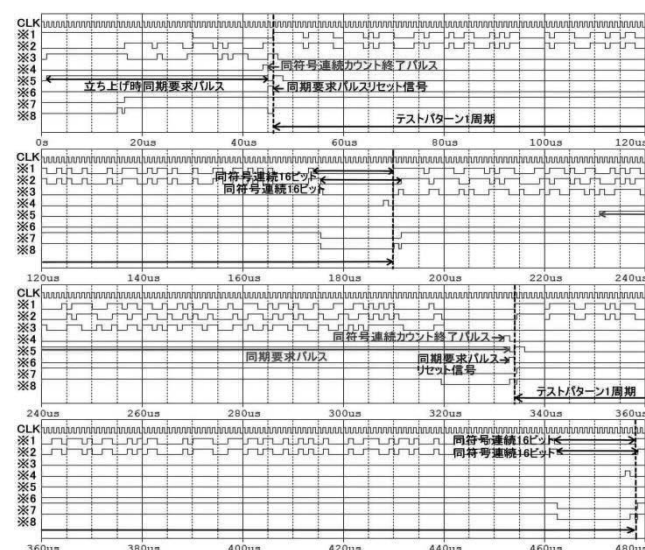 CLK
※1
※2
※3
※4
※5
※6
※7
※8
同符号連続カウント終了パルス
立ち上げ時同期要求パルス
同期要求パルスリセット信号
テストパターン1周期
0s 20us 40us 60us 80us 100us 120us
CLK
※1
※2
※3
※4
※5
※6
※7
※8
同符号連続16ビット
同符号連続16ビット
120us 140us 160us 180us 200us 220us 240us
CLK
※1
※2
※3
※4
※5
※6
※7
※8
同符号連続カウント終了パルス
同期要求パルス
同期要求パルス
リセット信号
テストパターン1周期
240us 260us 280us 300us 320us 340us 360us
CLK
※1
※2
※3
※4
※5
※6
※7
※8
同符号連続16ビット
同符号連続16ビット
360us 380us 400us 420us 440us 460us 480us